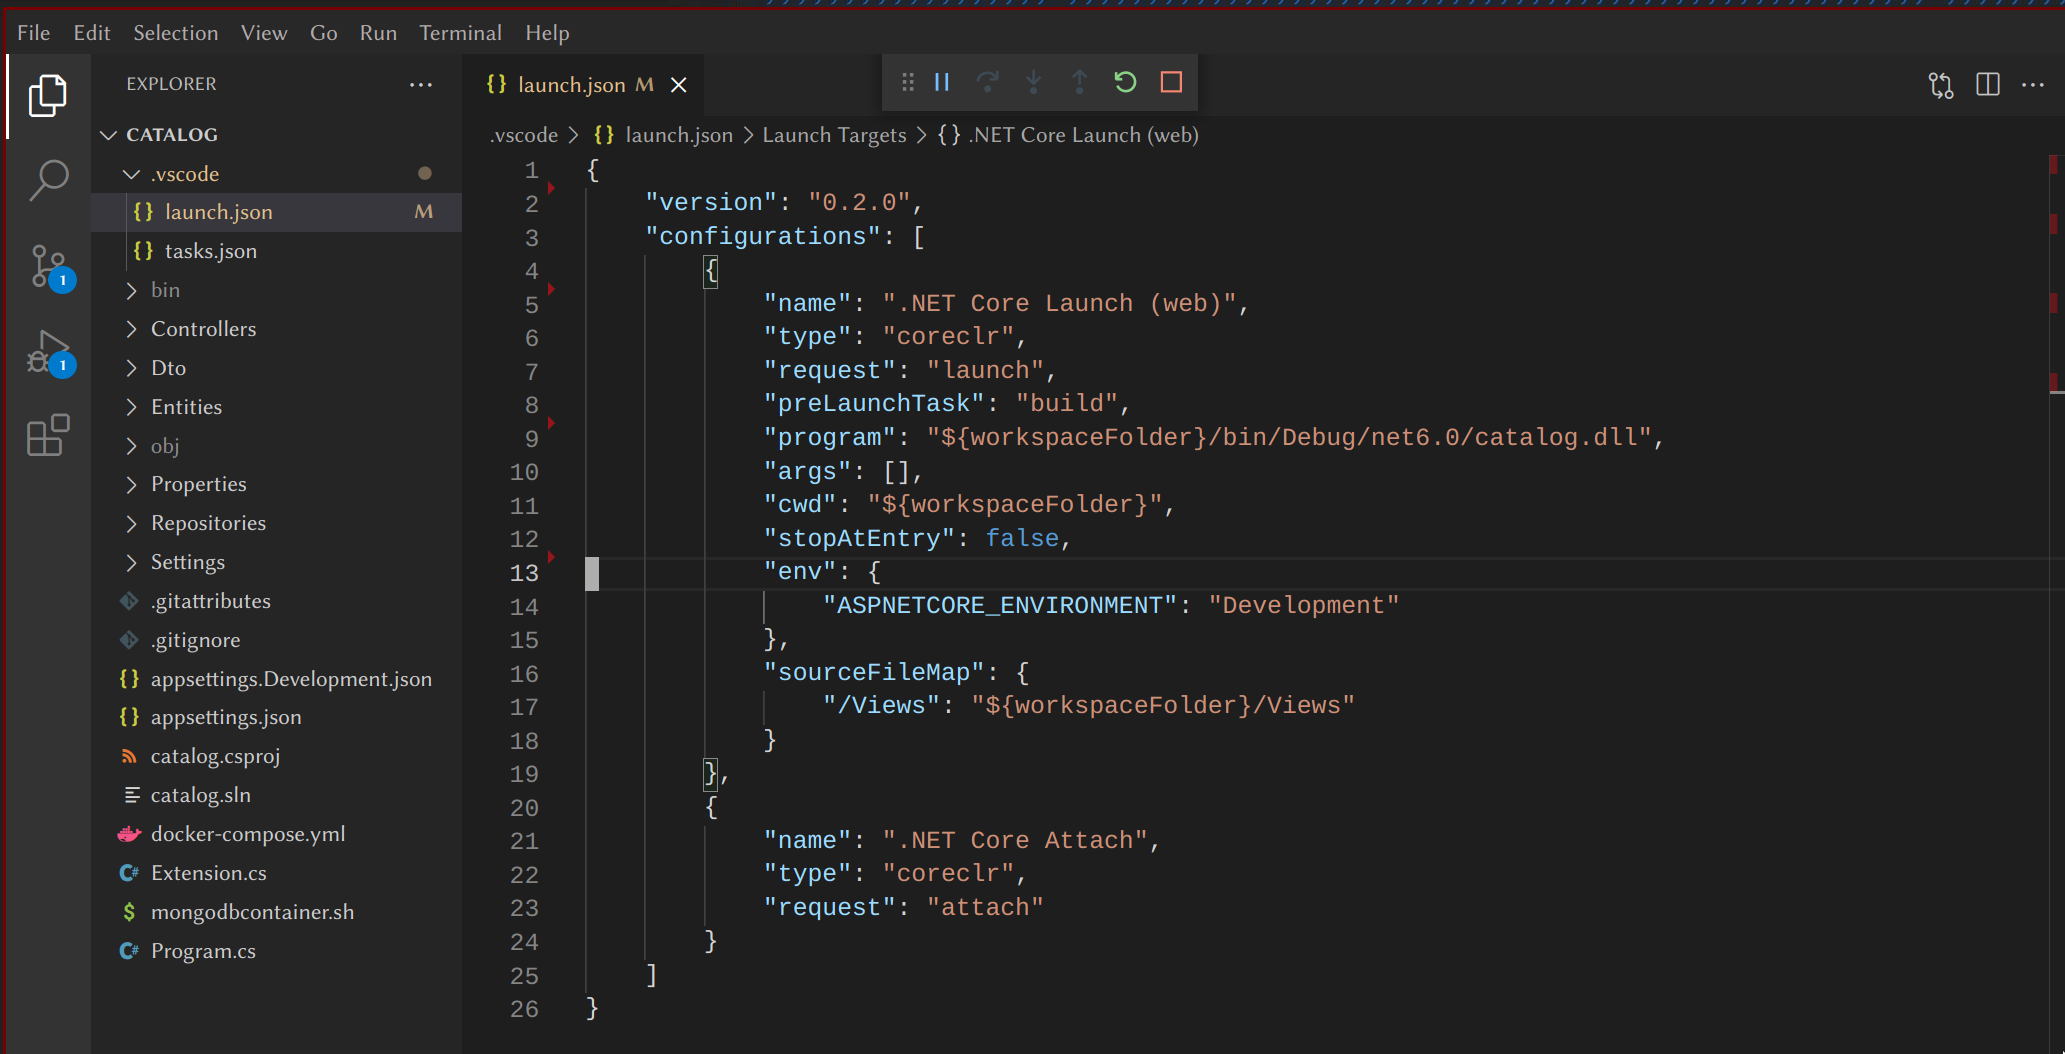 File Edit Selection View Go Run Terminal Help
EXPLORER
CATALOG
.vscode
launch.json M
tasks.json
bin
Controllers
Dto
Entities
obj
Properties
Repositories
Settings
.gitattributes
.gitignore
appsettings.Development.json
appsettings.json
catalog.csproj
catalog.sln
docker-compose.yml
Extension.cs
mongodbcontainer.sh
Program.cs
1
1
{} launch.json M
.vscode > {} launch.json > Launch Targets > {} .NET Core Launch (web)
1 {
2     "version": "0.2.0",
3     "configurations": [
4         {
5             "name": ".NET Core Launch (web)",
6             "type": "coreclr",
7             "request": "launch",
8             "preLaunchTask": "build",
9             "program": "${workspaceFolder}/bin/Debug/net6.0/catalog.dll",
10             "args": [],
11             "cwd": "${workspaceFolder}",
12             "stopAtEntry": false,
13             "env": {
14                 "ASPNETCORE_ENVIRONMENT": "Development"
15             },
16             "sourceFileMap": {
17                 "/Views": "${workspaceFolder}/Views"
18             }
19         },
20         {
21             "name": ".NET Core Attach",
22             "type": "coreclr",
23             "request": "attach"
24         }
25     ]
26 }